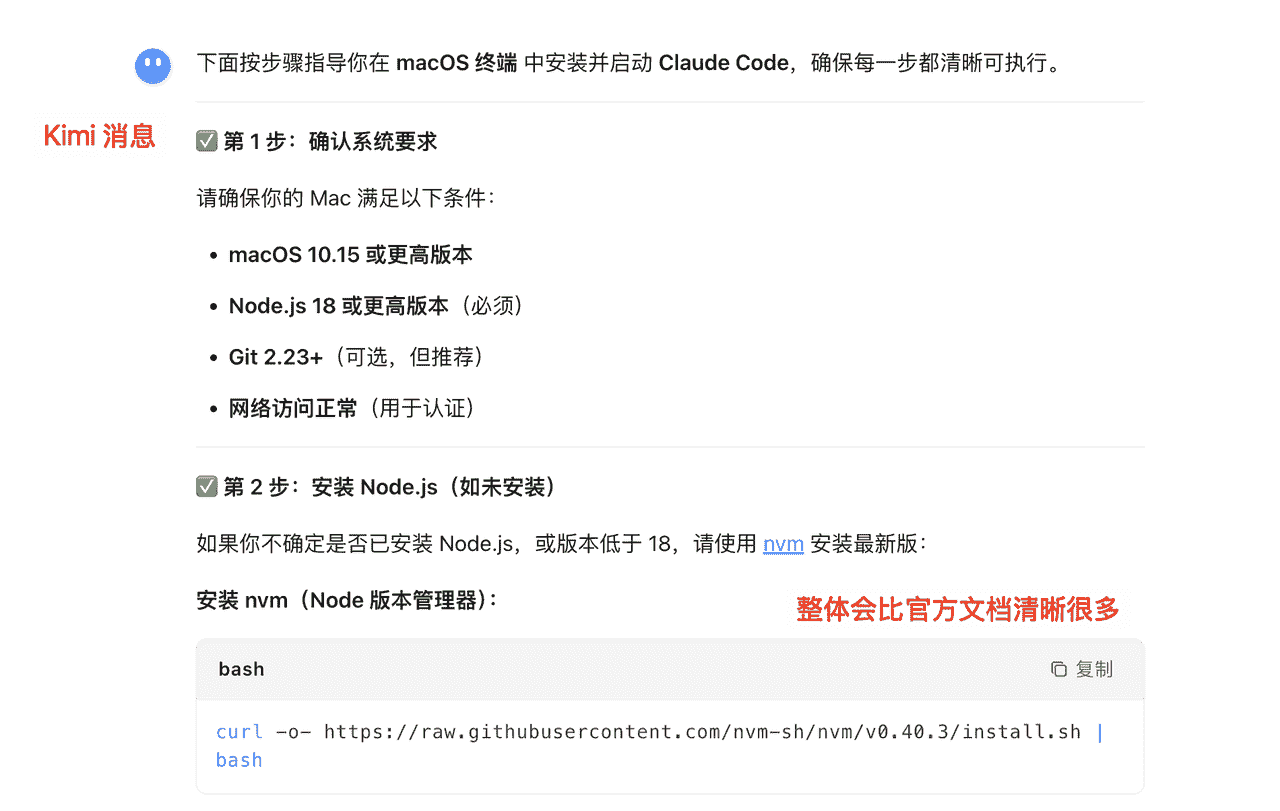 下面按步骤指导你在 macOS 终端 中安装并启动 Claude Code，确保每一步都清晰可执行。
Kimi 消息
✅ 第 1 步：确认系统要求
请确保你的 Mac 满足以下条件：
• macOS 10.15 或更高版本
• Node.js 18 或更高版本（必须）
• Git 2.23+（可选，但推荐）
• 网络访问正常（用于认证）
✅ 第 2 步：安装 Node.js（如未安装）
如果你不确定是否已安装 Node.js，或版本低于 18，请使用 nvm 安装最新版：
安装 nvm（Node 版本管理器）：
整体会比官方文档清晰很多
bash 复制
curl -o- https://raw.githubusercontent.com/nvm-sh/nvm/v0.40.3/install.sh |
bash